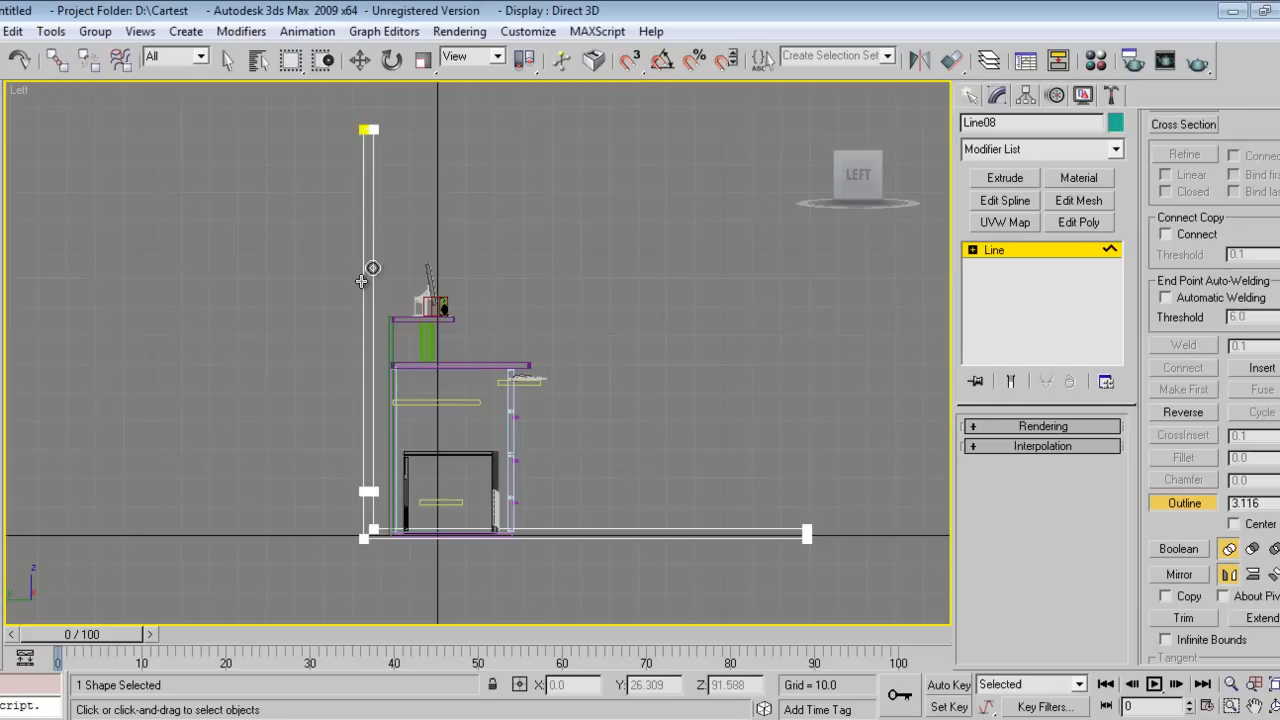 ntitled - Project Folder: D:\Cartest - Autodesk 3ds Max 2009 x64 - Unregistered Version - Display : Direct 3D
Edit Tools Group Views Create Modifiers Animation Graph Editors Rendering Customize MAXScript Help
All View Create Selection Set
Left
LEFT
Line08
Modifier List
Extrude Material
Edit Spline Edit Mesh
UVW Map Edit Poly
Line
Rendering
Interpolation
Cross Section
Refine Connect
Linear Bind firs
Closed Bind las
Connect Copy
Connect
Threshold 0.1
End Point Auto-Welding
Automatic Welding
Threshold 6.0
Weld 0.1
Connect Insert
Make First Fuse
Reverse Cycle
CrossInsert 0.1
Fillet 0.0
Chamfer 0.0
Outline 3.116
Center
Boolean
Mirror
Copy About Piv
Trim Extend
Infinite Bounds
Tangent
z
x
y
< 0 / 100 >
0 10 20 30 40 50 60 70 80 90 100
1 Shape Selected X: 0.0 Y: 26.309 Z: 91.588 Grid = 10.0 Auto Key Selected
cript. Click or click-and-drag to select objects Add Time Tag Set Key Key Filters... 0